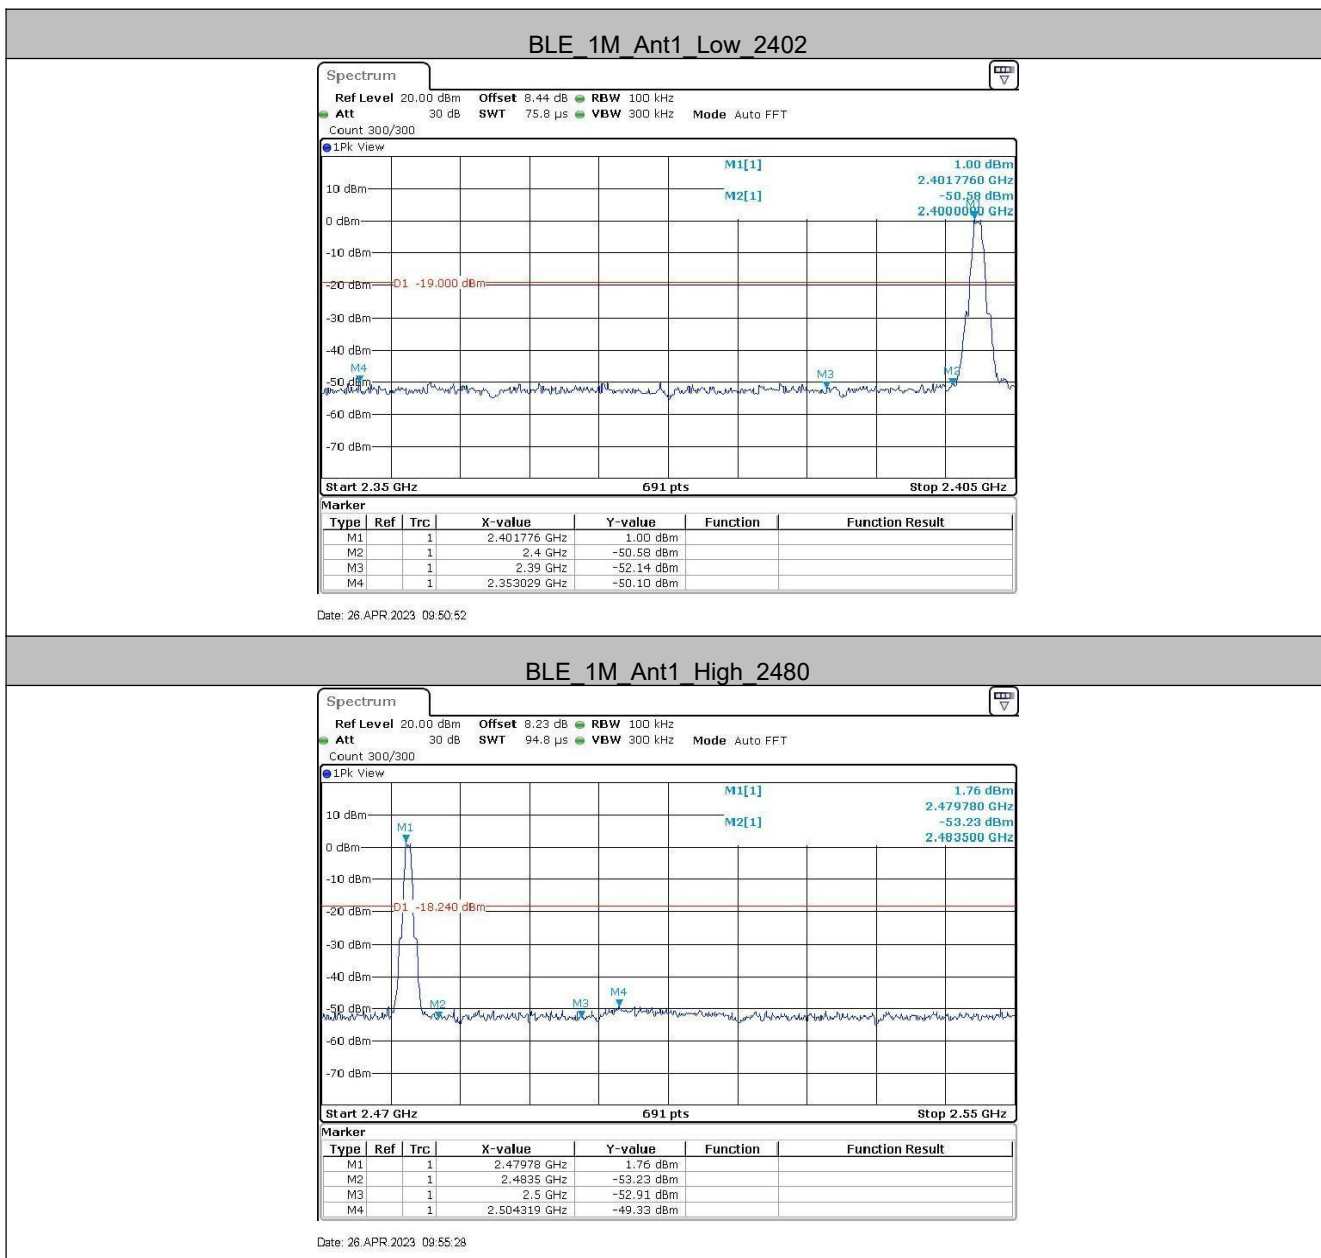 BLE_1M_Ant1_Low_2402
Spectrum
Ref Level 20.00 dBm Offset 8.44 dB RBW 100 kHz
Att 30 dB SWT 75.8 µs VBW 300 kHz Mode Auto FFT
Count 300/300
1Pk View
M1[1] 1.00 dBm
2.4017760 GHz
10 dBm
M2[1] -50.58 dBm
2.4000000 GHz
M1
0 dBm
-10 dBm
-20 dBm
D1 -19.000 dBm
-30 dBm
-40 dBm
M4
M3
M2
-50 dBm
-60 dBm
-70 dBm
Start 2.35 GHz 691 pts Stop 2.405 GHz
Marker
Type Ref Trc X-value Y-value Function Function Result
M1 1 2.401776 GHz 1.00 dBm
M2 1 2.4 GHz -50.58 dBm
M3 1 2.39 GHz -52.14 dBm
M4 1 2.353029 GHz -50.10 dBm
Date: 26.APR.2023 09:50:52
BLE_1M_Ant1_High_2480
Spectrum
Ref Level 20.00 dBm Offset 8.23 dB RBW 100 kHz
Att 30 dB SWT 94.8 µs VBW 300 kHz Mode Auto FFT
Count 300/300
1Pk View
M1[1] 1.76 dBm
2.479780 GHz
10 dBm
M2[1] -53.23 dBm
2.483500 GHz
M1
0 dBm
-10 dBm
-20 dBm
D1 -18.240 dBm
-30 dBm
-40 dBm
M4
M2
M3
-50 dBm
-60 dBm
-70 dBm
Start 2.47 GHz 691 pts Stop 2.55 GHz
Marker
Type Ref Trc X-value Y-value Function Function Result
M1 1 2.47978 GHz 1.76 dBm
M2 1 2.4835 GHz -53.23 dBm
M3 1 2.5 GHz -52.91 dBm
M4 1 2.504319 GHz -49.33 dBm
Date: 26.APR.2023 09:55:28